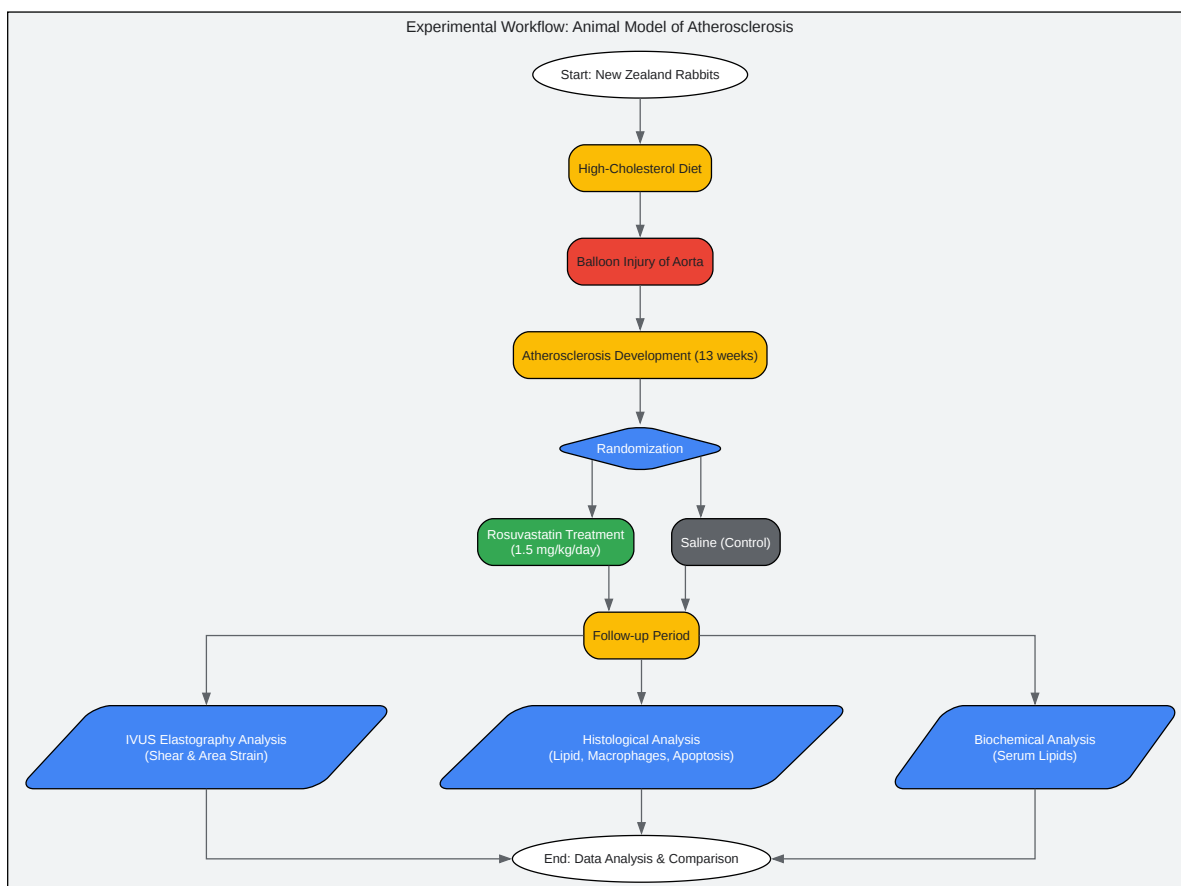 Experimental Workflow: Animal Model of Atherosclerosis
Start: New Zealand Rabbits
High-Cholesterol Diet
Balloon Injury of Aorta
Atherosclerosis Development (13 weeks)
Randomization
Rosuvastatin Treatment
(1.5 mg/kg/day)
Saline (Control)
Follow-up Period
IVUS Elastography Analysis
(Shear & Area Strain)
Histological Analysis
(Lipid, Macrophages, Apoptosis)
Biochemical Analysis
(Serum Lipids)
End: Data Analysis & Comparison